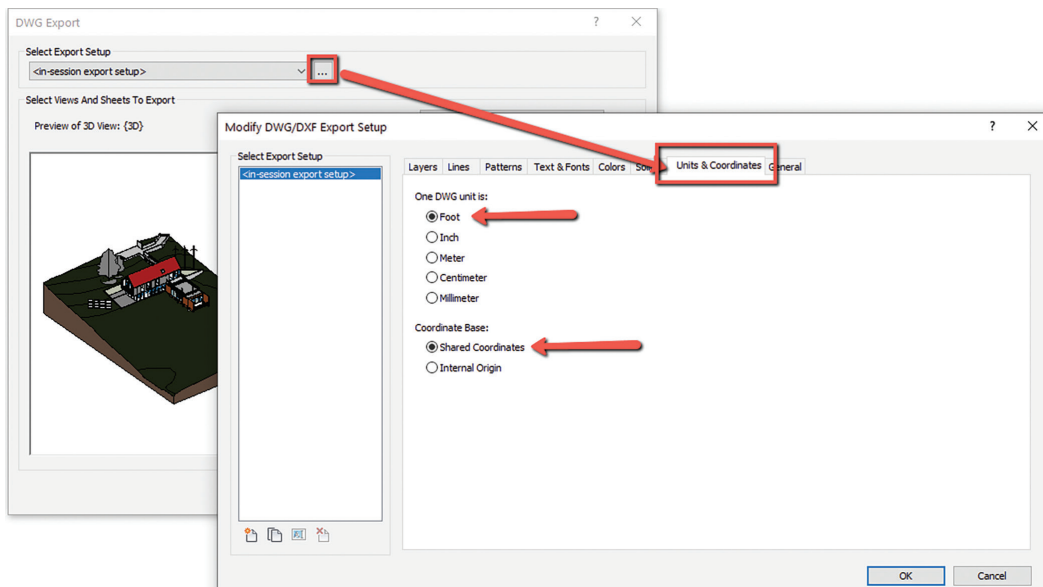 DWG Export
?
Select Export Setup
<in-session export setup>
...
Select Views And Sheets To Export
Preview of 3D View: {3D}
Modify DWG/DXF Export Setup
?
Select Export Setup
<in-session export setup>
Layers Lines Patterns Text & Fonts Colors Units & Coordinates General
One DWG unit is:
Foot
Inch
Meter
Centimeter
Millimeter
Coordinate Base:
Shared Coordinates
Internal Origin
OK Cancel